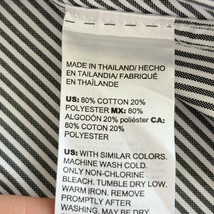 MADE IN THAILAND/ HECHO
EN TAILANDIA/ FABRIQUÉ
EN THAÏLANDE
US: 80% COTTON 20%
POLYESTER MX: 80%
ALGODÓN 20% poliéster CA:
80% COTON 20%
POLYESTER
US: WITH SIMILAR COLORS.
MACHINE WASH COLD.
ONLY NON-CHLORINE
BLEACH. TUMBLE DRY LOW.
WARM IRON. REMOVE
PROMPTLY AFTER
WASHING. MAY BE DRY